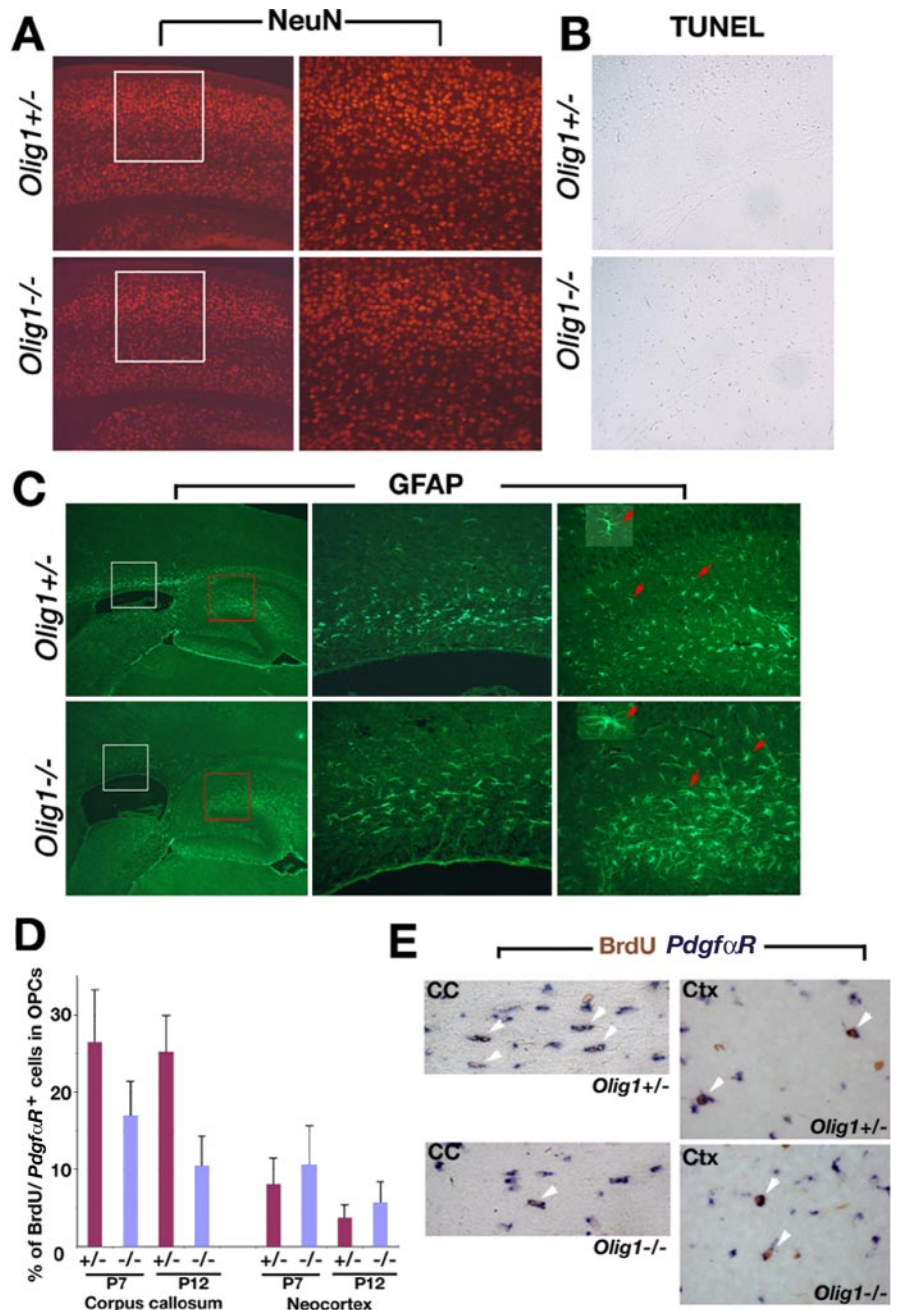 A
NeuN
B
TUNEL
Olig1+/-
Olig1+/-
Olig1-/-
Olig1-/-
C
GFAP
Olig1+/-
Olig1-/-
D
% of BrdU/ PdgfαR+ cells in OPCs
30
20
10
0
+/- -/- +/- -/- +/- -/- +/- -/-
P7 P12 P7 P12
Corpus callosum Neocortex
E
BrdU PdgfαR
CC
Olig1+/-
Ctx
Olig1+/-
CC
Olig1-/-
Ctx
Olig1-/-